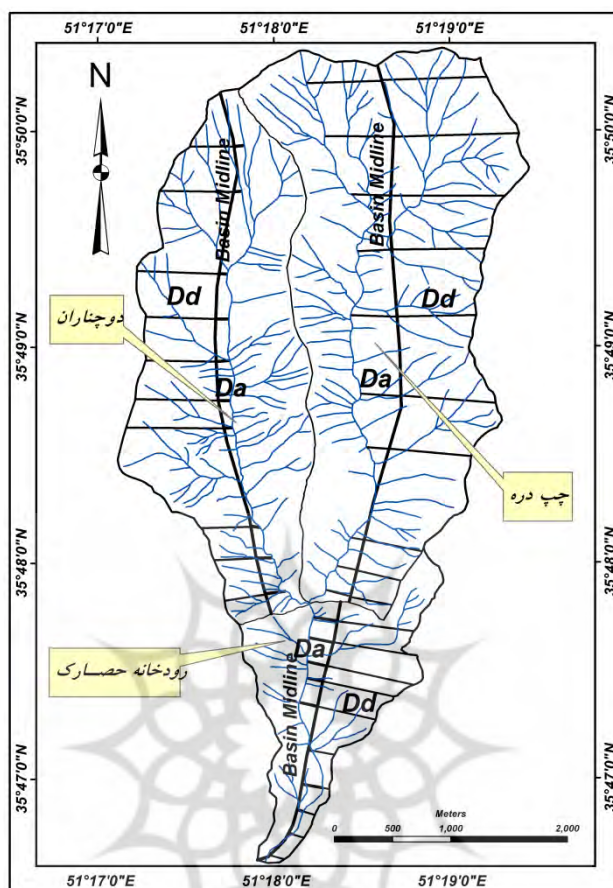 51°17'0"E
51°18'0"E
51°19'0"E
N
35°50'0"N
35°50'0"N
Basin Midline
Basin Midline
Dd
Dd
دوچناران
35°49'0"N
35°49'0"N
Da
Da
چپ دره
35°48'0"N
35°48'0"N
Da
رودخانه حصارک
Basin Midline
Dd
35°47'0"N
35°47'0"N
Meters
0 500 1,000 2,000
51°17'0"E
51°18'0"E
51°19'0"E